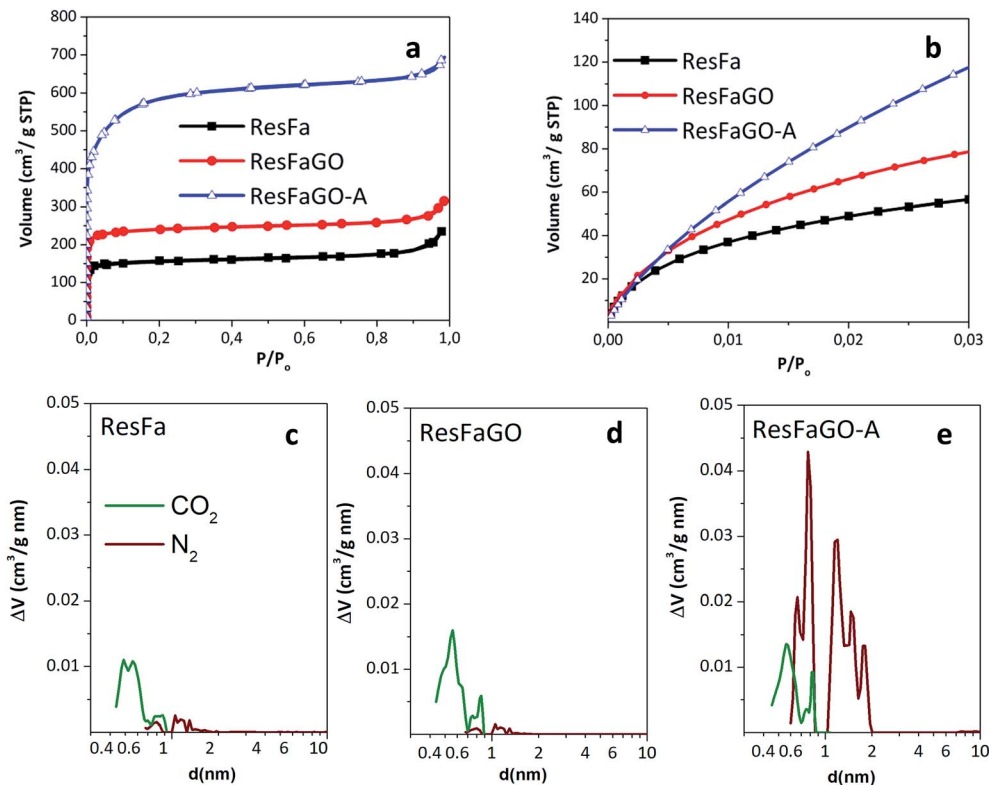 a
Volume (cm³/ g STP)
800
700
600
500
400
300
200
100
0
ResFa
ResFaGO
ResFaGO-A
0,0 0,2 0,4 0,6 0,8 1,0
P/Pₒ
b
Volume (cm³/ g STP)
140
120
100
80
60
40
20
ResFa
ResFaGO
ResFaGO-A
0,00 0,01 0,02 0,03
P/Pₒ
ResFa
c
ΔV (cm³/g nm)
0.05
0.04
0.03
0.02
0.01
CO₂
N₂
0.4 0.6 1 2 4 6 10
d(nm)
ResFaGO
d
ΔV (cm³/g nm)
0.05
0.04
0.03
0.02
0.01
0.4 0.6 1 2 4 6 10
d(nm)
ResFaGO-A
e
ΔV (cm³/g nm)
0.05
0.04
0.03
0.02
0.01
0.4 0.6 1 2 4 6 10
d(nm)